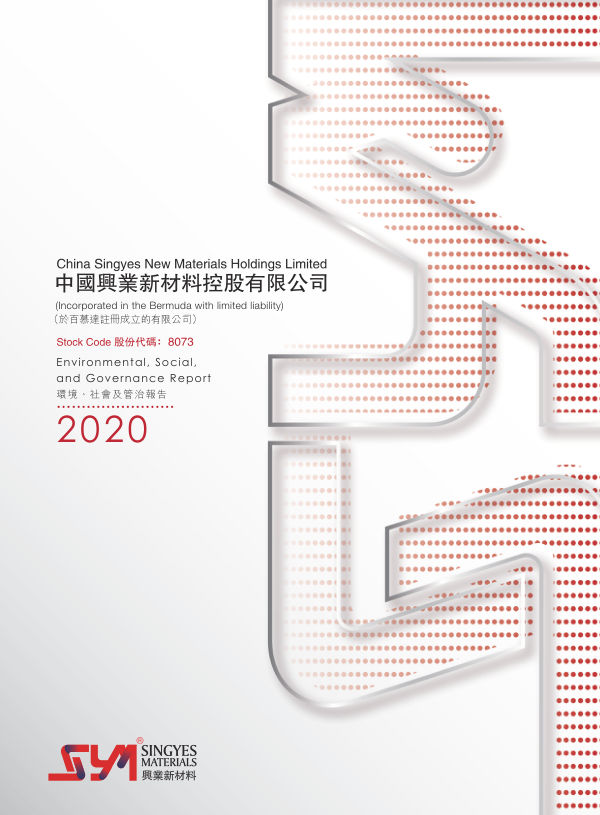 China Singyes New Materials Holdings Limited
中國興業新材料控股有限公司
(Incorporated in the Bermuda with limited liability)
(於百慕達註冊成立的有限公司)
Stock Code 股份代碼：8073
Environmental, Social,
and Governance Report
環境、社會及管治報告
2020
SYM®
SINGYES
MATERIALS
興業新材料